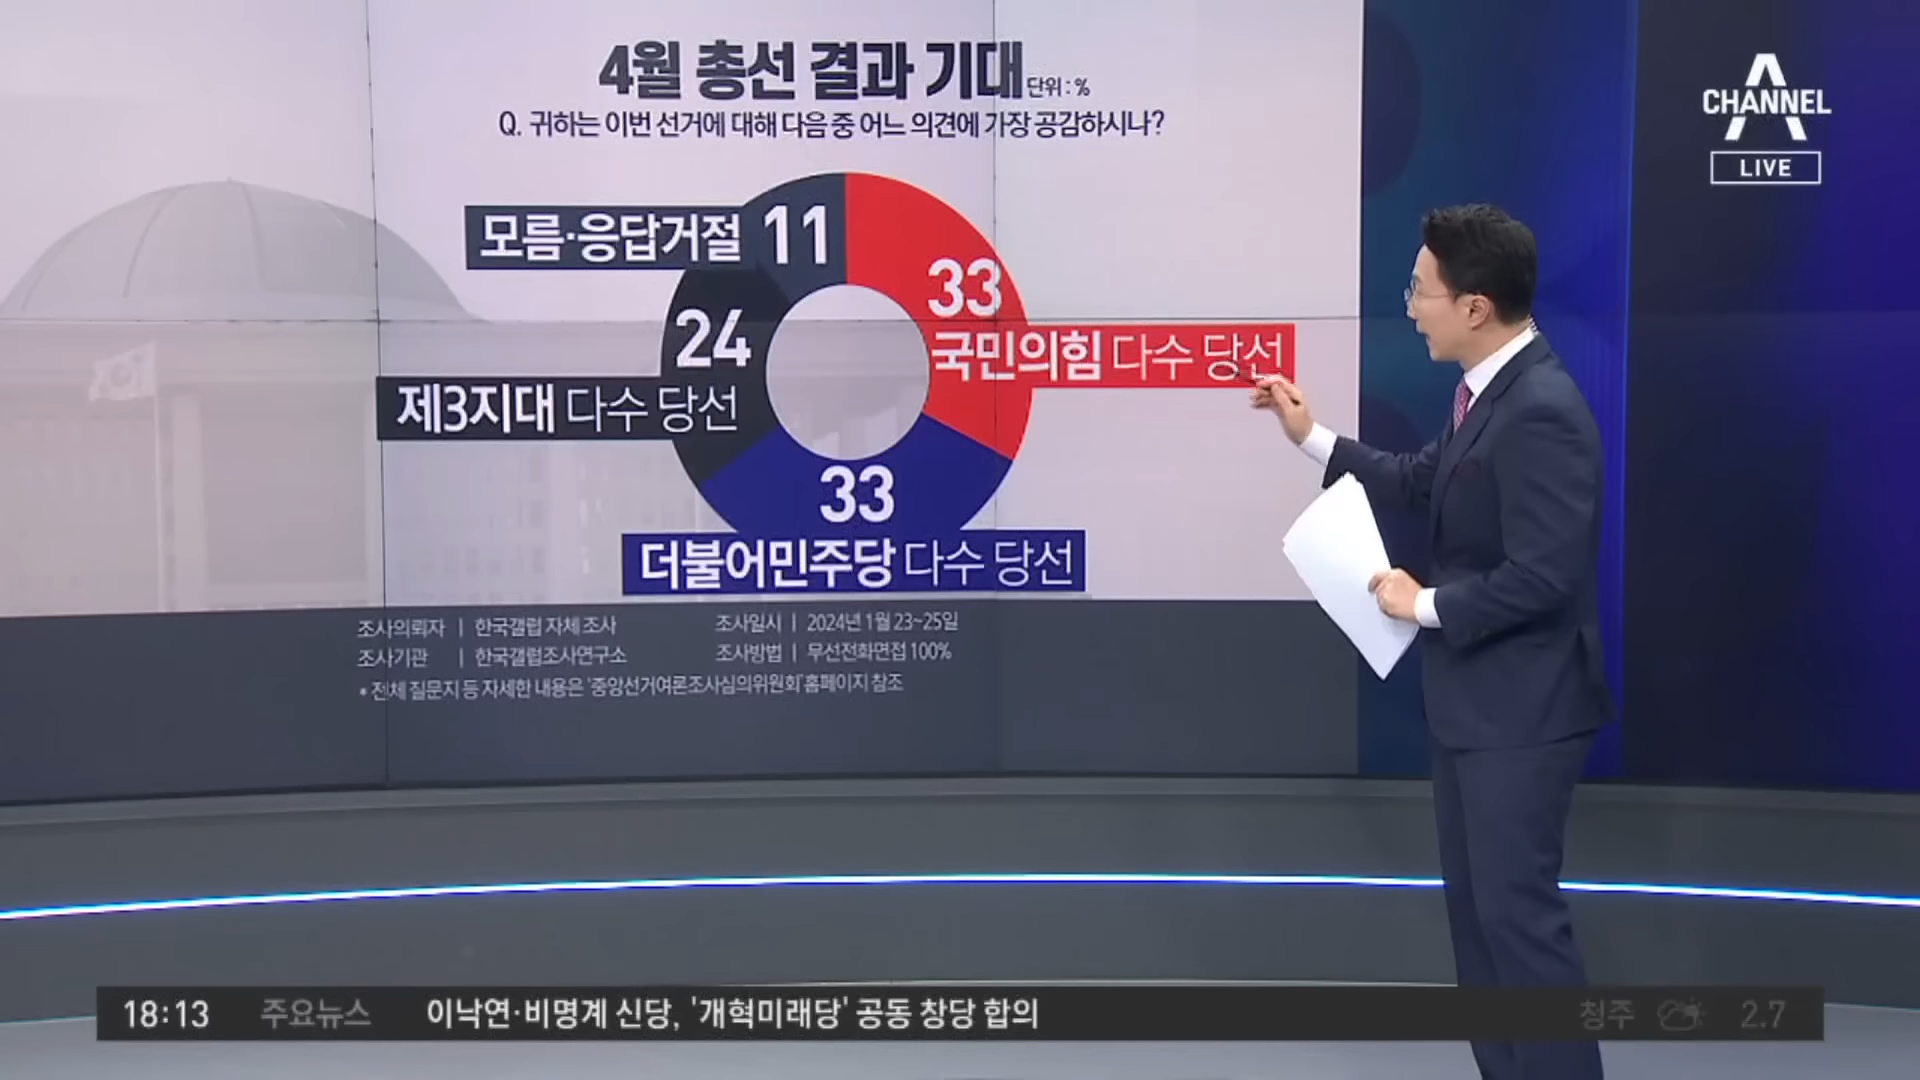 4월 총선 결과 기대 단위 : %
Q. 귀하는 이번 선거에 대해 다음 중 어느 의견에 가장 공감하시나?
모름·응답거절 11
33
국민의힘 다수 당선
24
제3지대 다수 당선
33
더불어민주당 다수 당선
조사의뢰자 | 한국갤럽 자체 조사
조사일시 | 2024년 1월 23~25일
조사기관 | 한국갤럽조사연구소
조사방법 | 무선전화면접 100%
* 전체 질문지 등 자세한 내용은 '중앙선거여론조사심의위원회' 홈페이지 참조
CHANNEL A
LIVE
18:13 주요뉴스 이낙연·비명계 신당, '개혁미래당' 공동 창당 합의 청주 2.7